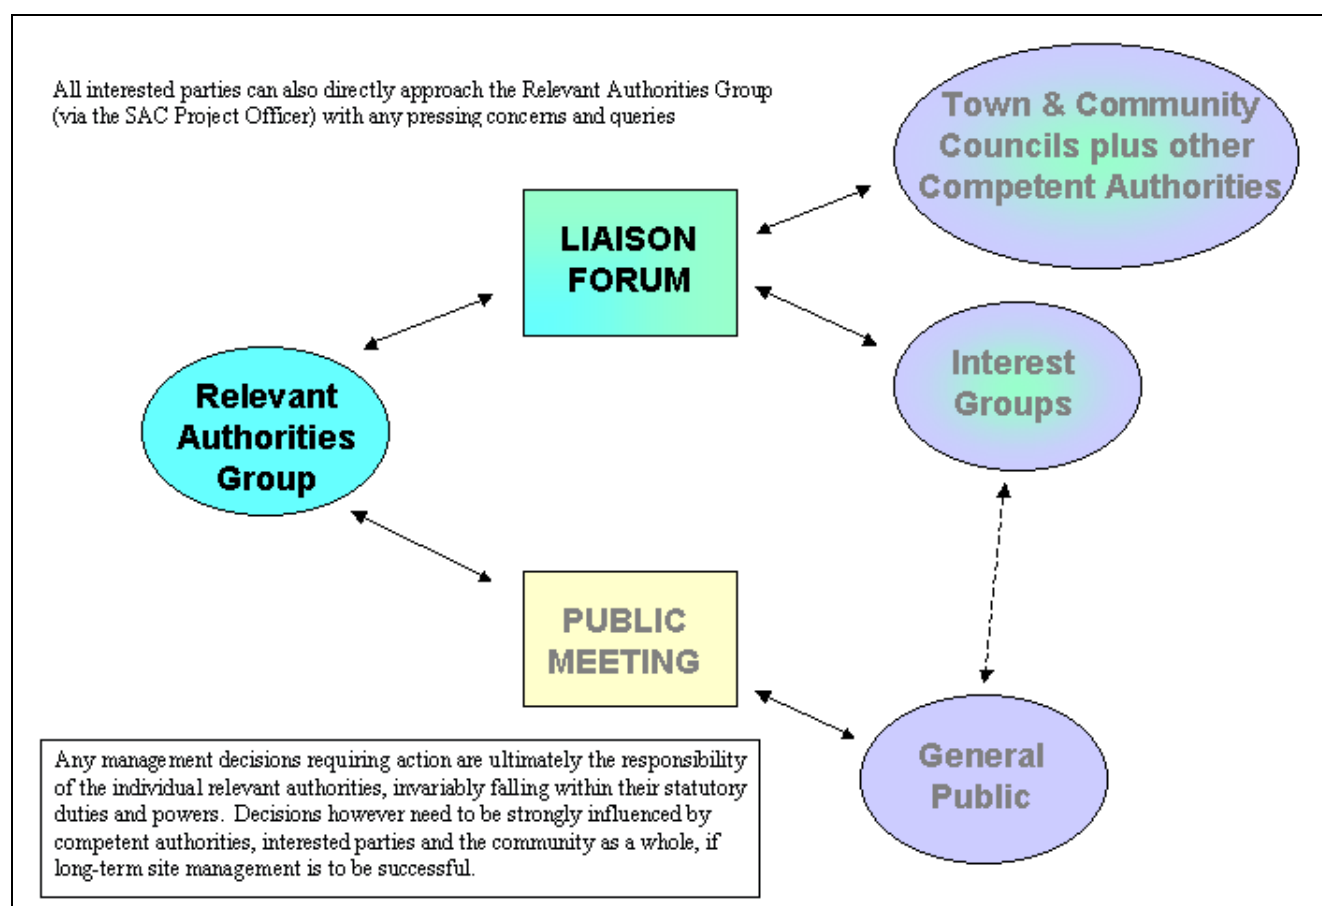 All interested parties can also directly approach the Relevant Authorities Group
(via the SAC Project Officer) with any pressing concerns and queries
Town & Community
Councils plus other
Competent Authorities
LIAISON
FORUM
Interest
Groups
Relevant
Authorities
Group
PUBLIC
MEETING
General
Public
Any management decisions requiring action are ultimately the responsibility
of the individual relevant authorities, invariably falling within their statutory
duties and powers. Decisions however need to be strongly influenced by
competent authorities, interested parties and the community as a whole, if
long-term site management is to be successful.